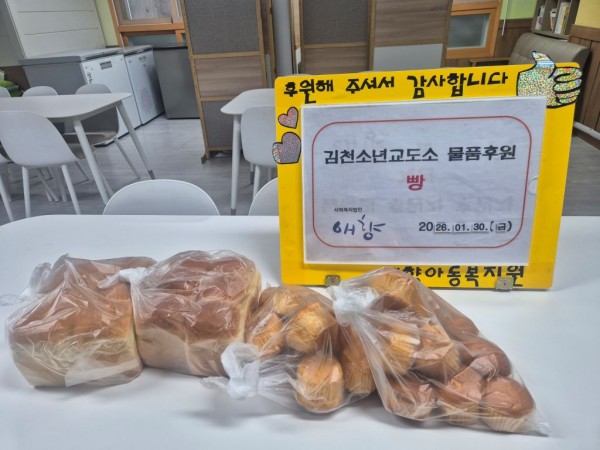 후원해 주셔서 감사합니다
김천소년교도소 물품후원
빵
사회복지법인
애향
2026. 01. 30. (금)
향아동복지원